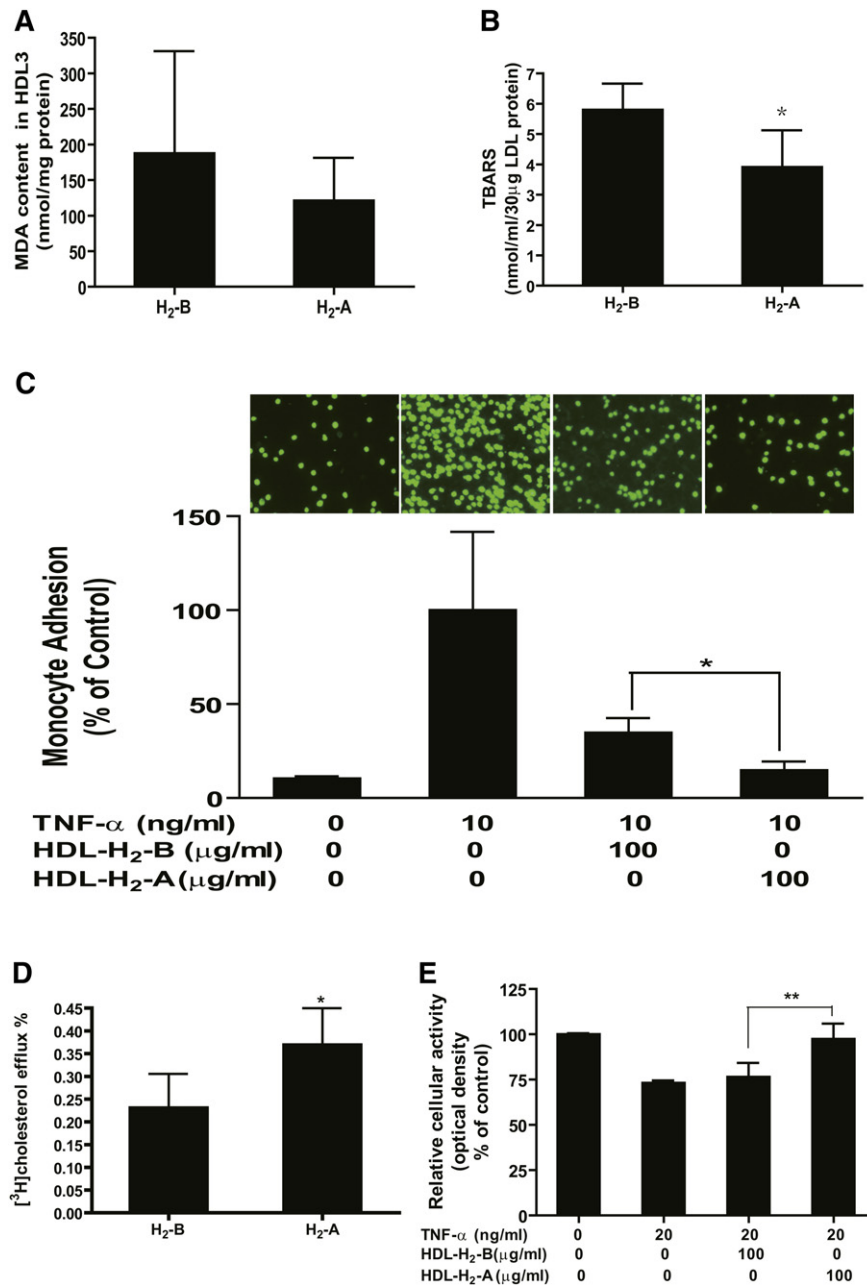 A
MDA content in HDL3
(nmol/mg protein)
350
300
250
200
150
100
50
0
H₂-B
H₂-A
B
TBARS
(nmol/ml/30μg LDL protein)
7
6
5
4
3
2
1
0
*
H₂-B
H₂-A
C
Monocyte Adhesion
(% of Control)
150
100
50
0
*
TNF-α (ng/ml) 0 10 10 10
HDL-H₂-B (μg/ml) 0 0 100 0
HDL-H₂-A (μg/ml) 0 0 0 100
D
[³H]cholesterol efflux %
0.45
0.40
0.35
0.30
0.25
0.20
0.15
0.10
0.05
0.00
*
H₂-B
H₂-A
E
Relative cellular activity
(optical density
% of control)
125
100
75
50
25
0
**
TNF-α (ng/ml) 0 20 20 20
HDL-H₂-B(μg/ml) 0 0 100 0
HDL-H₂-A (μg/ml) 0 0 0 100